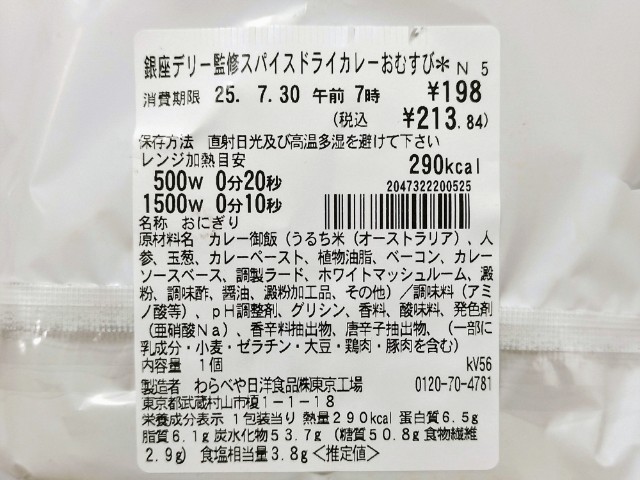 銀座デリー監修スパイスドライカレーおむすび＊ N 5
消費期限 25. 7.30 午前 7時 ¥198
(税込 ¥213.84)
保存方法 直射日光及び高温多湿を避けて下さい
レンジ加熱目安 290kcal
500W 0分20秒 2047322200525
1500W 0分10秒
名称 おにぎり
原材料名 カレー御飯（うるち米（オーストラリア）、人
参、玉葱、カレーペースト、植物油脂、ベーコン、カレー
ソースベース、調製ラード、ホワイトマッシュルーム、澱
粉、調味酢、醤油、澱粉加工品、その他）／調味料（アミ
ノ酸等）、ｐＨ調整剤、グリシン、香料、酸味料、発色剤
（亜硝酸Ｎａ）、香辛料抽出物、唐辛子抽出物、（一部に
乳成分・小麦・ゼラチン・大豆・鶏肉・豚肉を含む）
内容量 １個 kV56
製造者 わらべや日洋食品㈱東京工場 0120-70-4781
東京都武蔵村山市榎１－１－１８
栄養成分表示 １包装当り 熱量２９０kcal 蛋白質６.５g
脂質６.１g 炭水化物５３.７g （糖質５０.８g 食物繊維
２.９g） 食塩相当量３.８g＜推定値＞